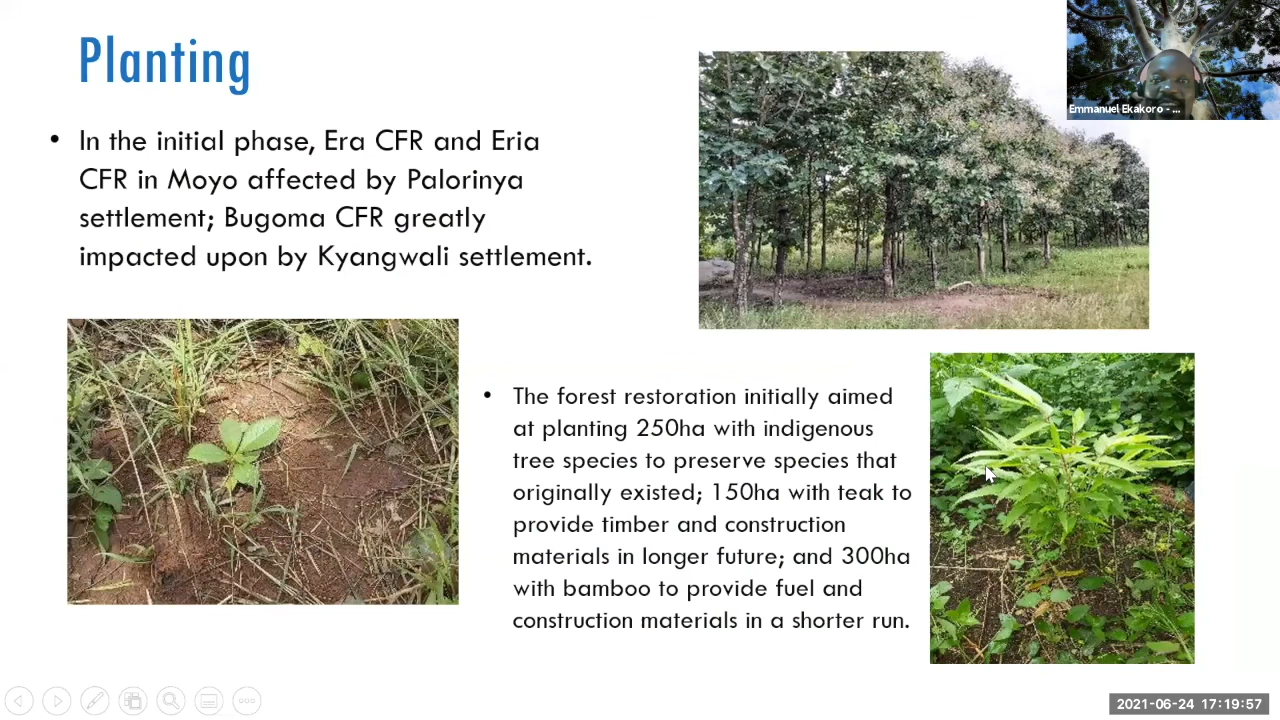 Planting
• In the initial phase, Era CFR and Eria
CFR in Moyo affected by Palorinya
settlement; Bugoma CFR greatly
impacted upon by Kyangwali settlement.
Emmanuel Ekakoro - ...
• The forest restoration initially aimed
at planting 250ha with indigenous
tree species to preserve species that
originally existed; 150ha with teak to
provide timber and construction
materials in longer future; and 300ha
with bamboo to provide fuel and
construction materials in a shorter run.
2021-06-24 17:19:57